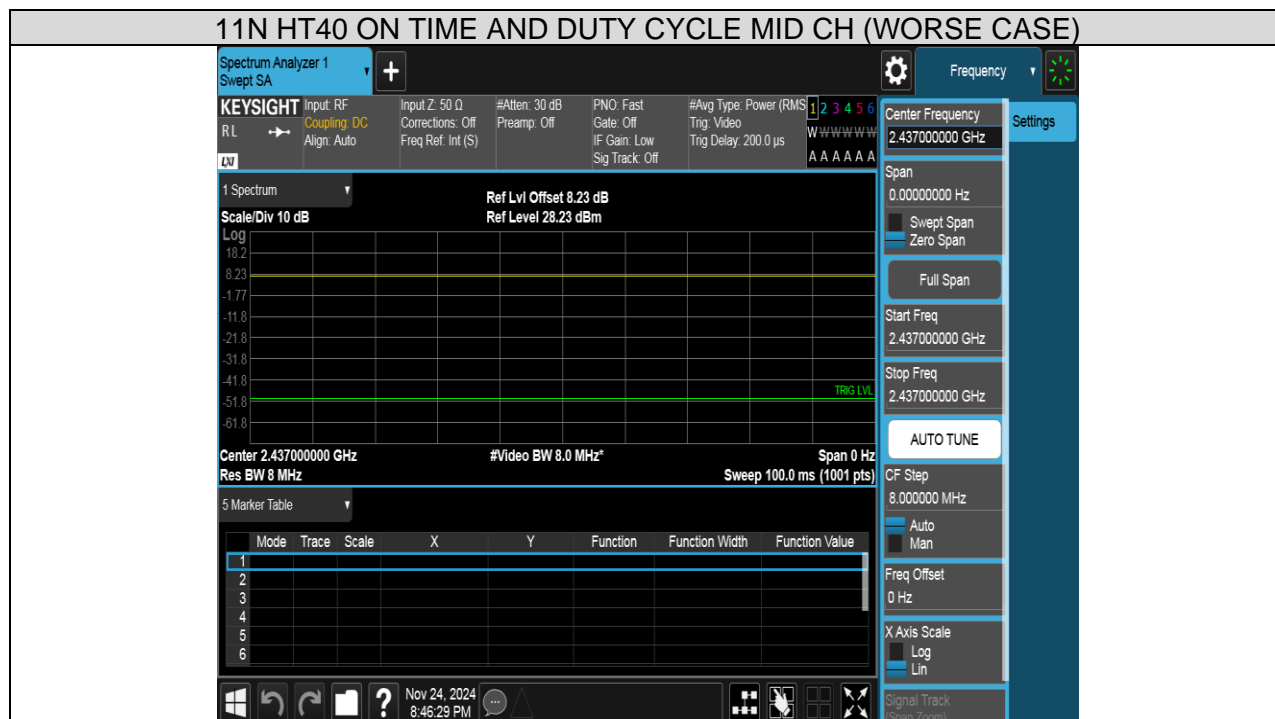 11N HT40 ON TIME AND DUTY CYCLE MID CH (WORSE CASE)
Spectrum Analyzer 1
Swept SA
+
Frequency
KEYSIGHT
RL
LXI
Input: RF
Coupling: DC
Align: Auto
Input Z: 50 Ω
Corrections: Off
Freq Ref: Int (S)
#Atten: 30 dB
Preamp: Off
PNO: Fast
Gate: Off
IF Gain: Low
Sig Track: Off
#Avg Type: Power (RMS
Trig: Video
Trig Delay: 200.0 µs
1 2 3 4 5 6
W W W W W W
A A A A A A
Center Frequency
2.437000000 GHz
Settings
Span
0.00000000 Hz
Swept Span
Zero Span
Full Span
Start Freq
2.437000000 GHz
Stop Freq
2.437000000 GHz
AUTO TUNE
CF Step
8.000000 MHz
Auto
Man
Freq Offset
0 Hz
X Axis Scale
Log
Lin
Signal Track
(Span Zoom)
1 Spectrum
Scale/Div 10 dB
Ref Lvl Offset 8.23 dB
Ref Level 28.23 dBm
Log
18.2
8.23
-1.77
-11.8
-21.8
-31.8
-41.8
-51.8
-61.8
TRIG LVL
Center 2.437000000 GHz
#Video BW 8.0 MHz*
Span 0 Hz
Res BW 8 MHz
Sweep 100.0 ms (1001 pts)
5 Marker Table
Mode Trace Scale X Y Function Function Width Function Value
1
2
3
4
5
6
?
Nov 24, 2024
8:46:29 PM